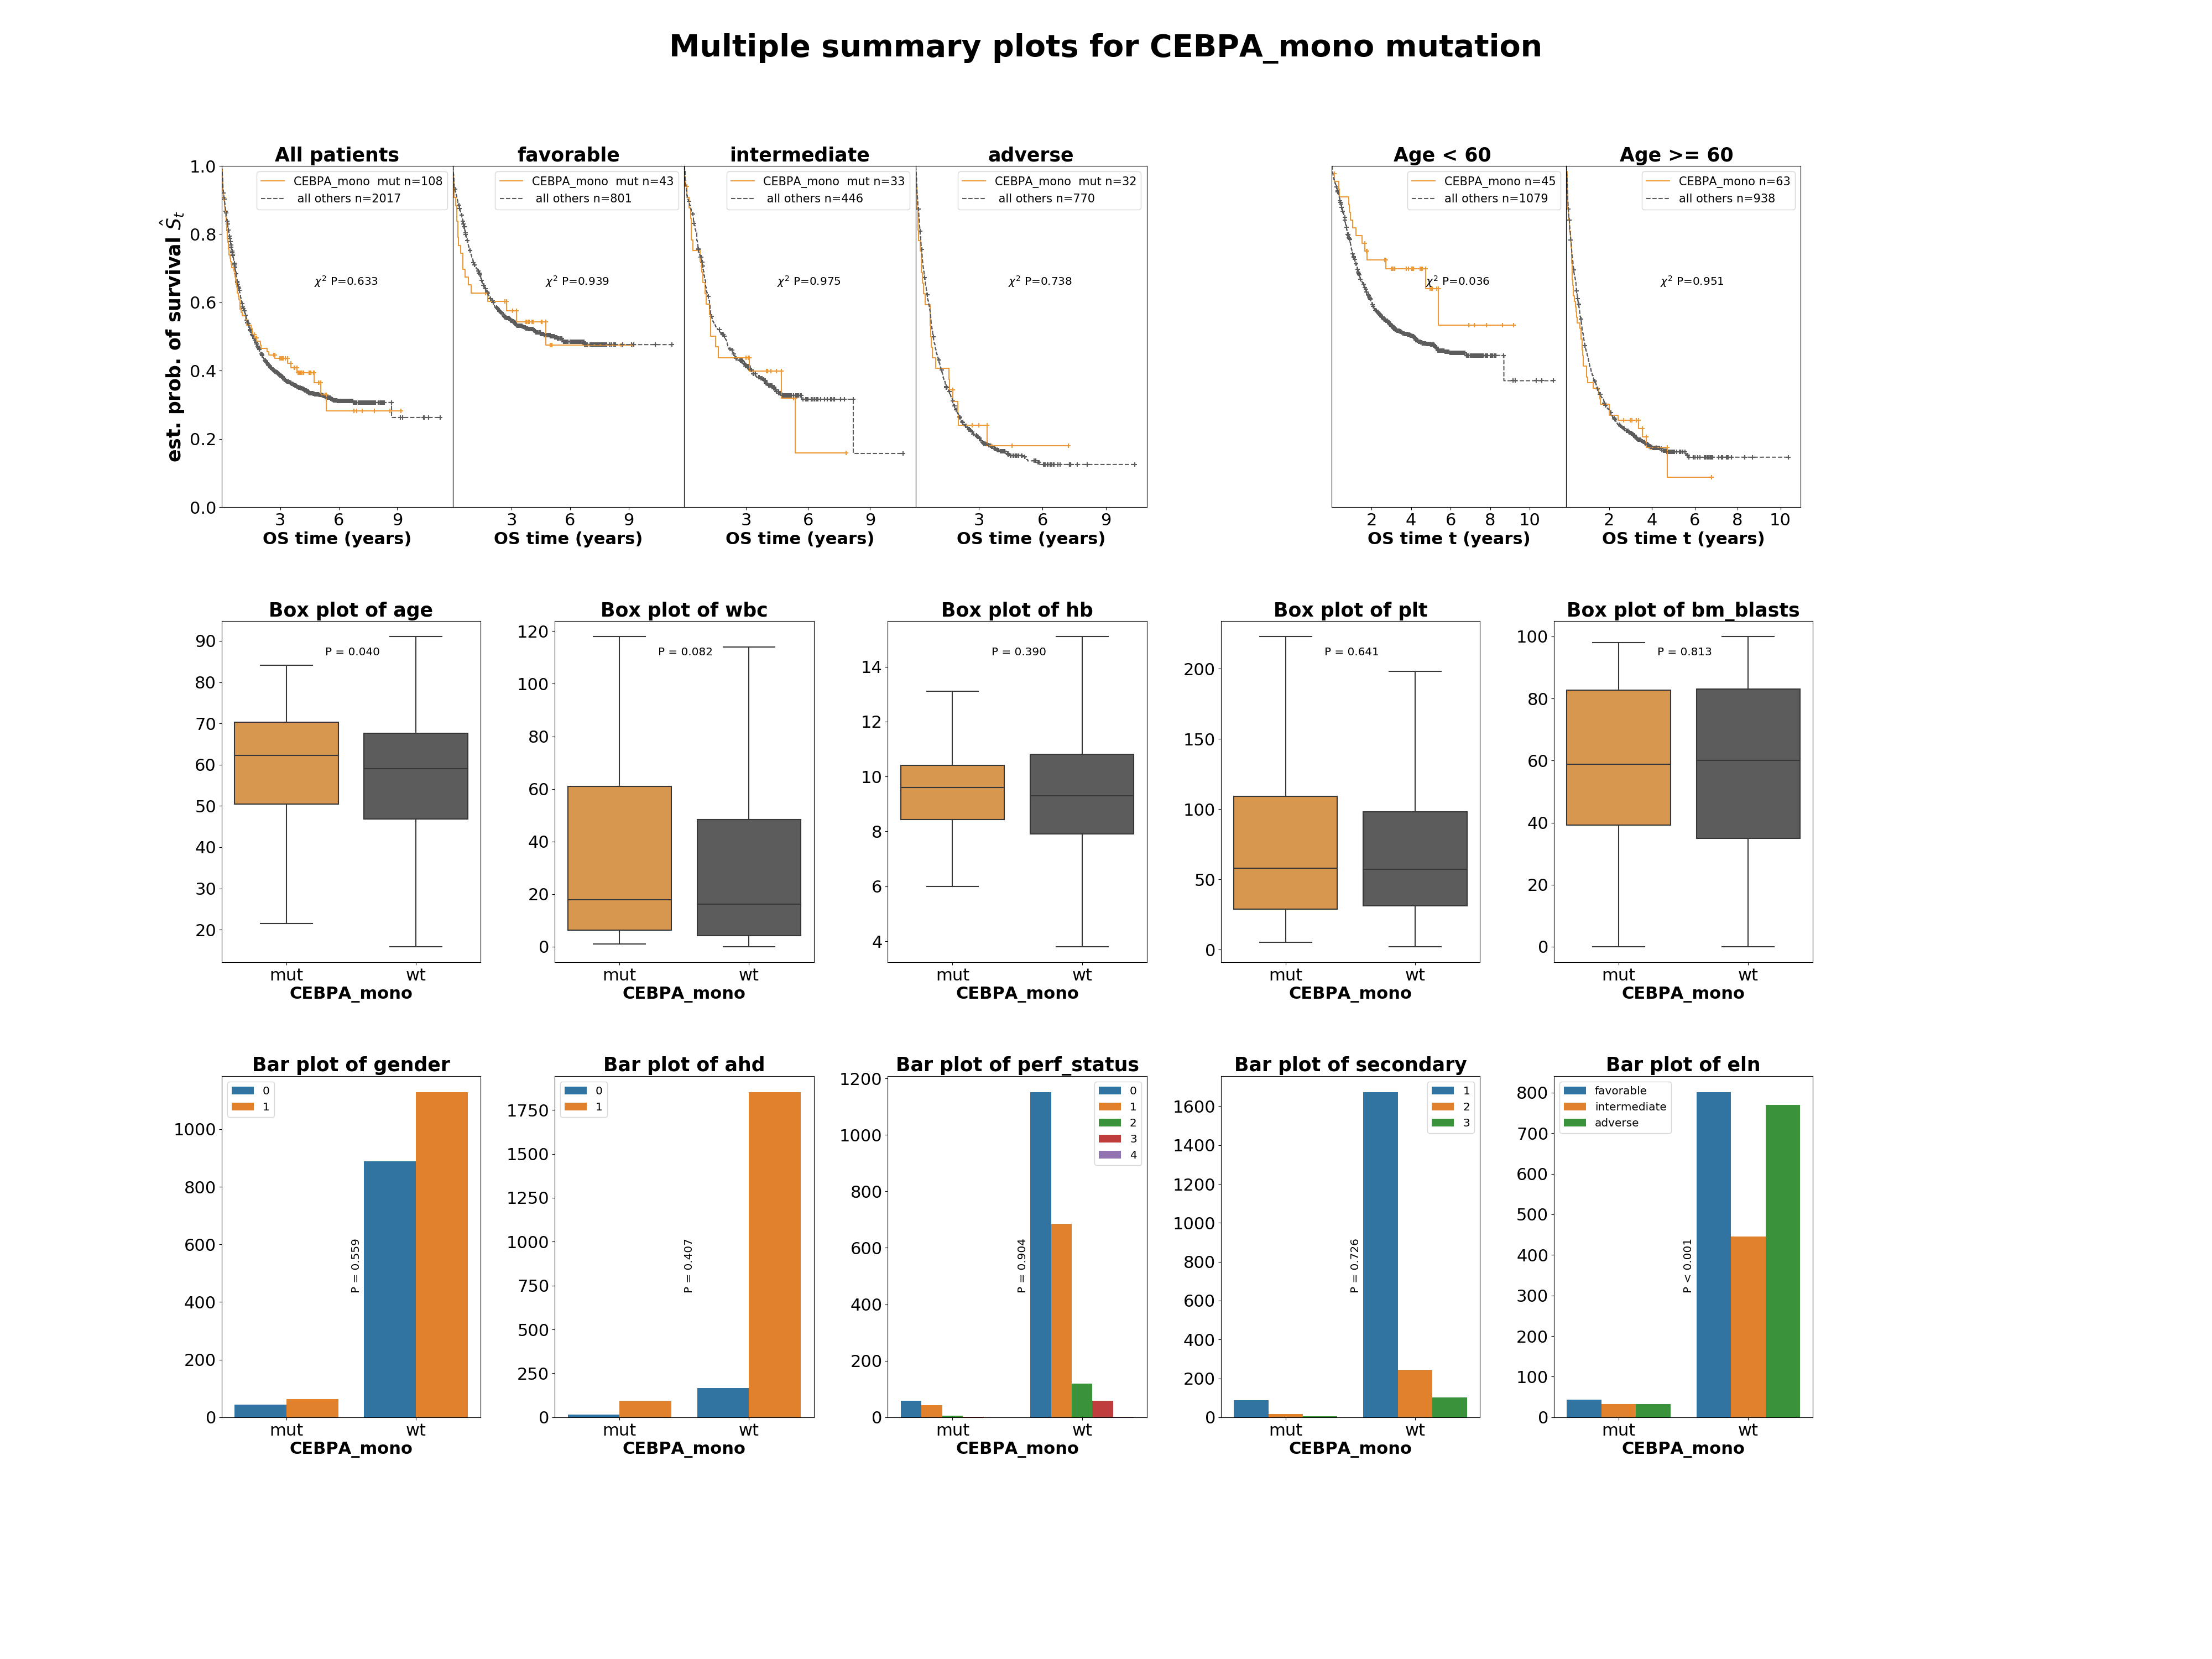 Multiple summary plots for CEBPA_mono mutation
All patients
favorable
intermediate
adverse
Age < 60
Age >= 60
est. prob. of survival Ŝt
1.0
0.8
0.6
0.4
0.2
0.0
CEBPA_mono mut n=108
all others n=2017
χ² P=0.633
3 6 9
OS time (years)
CEBPA_mono mut n=43
all others n=801
χ² P=0.939
3 6 9
OS time (years)
CEBPA_mono mut n=33
all others n=446
χ² P=0.975
3 6 9
OS time (years)
CEBPA_mono mut n=32
all others n=770
χ² P=0.738
3 6 9
OS time (years)
CEBPA_mono n=45
all others n=1079
χ² P=0.036
2 4 6 8 10
OS time t (years)
CEBPA_mono n=63
all others n=938
χ² P=0.951
2 4 6 8 10
OS time t (years)
Box plot of age
P = 0.040
90
80
70
60
50
40
30
20
mut wt
CEBPA_mono
Box plot of wbc
P = 0.082
120
100
80
60
40
20
0
mut wt
CEBPA_mono
Box plot of hb
P = 0.390
14
12
10
8
6
4
mut wt
CEBPA_mono
Box plot of plt
P = 0.641
200
150
100
50
0
mut wt
CEBPA_mono
Box plot of bm_blasts
P = 0.813
100
80
60
40
20
0
mut wt
CEBPA_mono
Bar plot of gender
0
1
P = 0.559
1000
800
600
400
200
0
mut wt
CEBPA_mono
Bar plot of ahd
0
1
P = 0.407
1750
1500
1250
1000
750
500
250
0
mut wt
CEBPA_mono
Bar plot of perf_status
0
1
2
3
4
P = 0.904
1200
1000
800
600
400
200
0
mut wt
CEBPA_mono
Bar plot of secondary
1
2
3
P = 0.726
1600
1400
1200
1000
800
600
400
200
0
mut wt
CEBPA_mono
Bar plot of eln
favorable
intermediate
adverse
P < 0.001
800
700
600
500
400
300
200
100
0
mut wt
CEBPA_mono